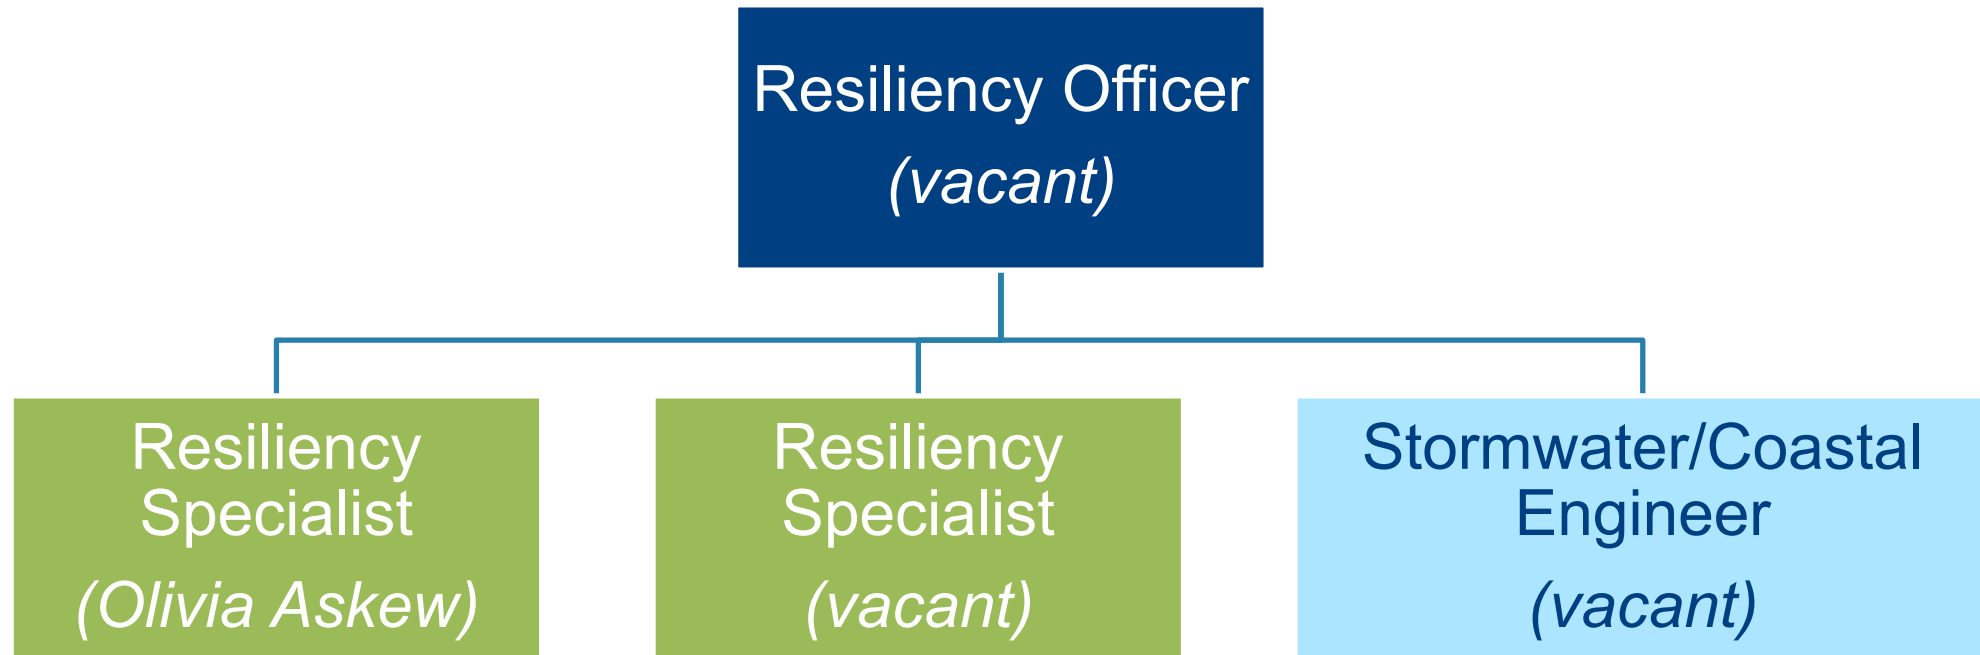 Resiliency Officer
(vacant)
Resiliency
Specialist
(Olivia Askew)
Resiliency
Specialist
(vacant)
Stormwater/Coastal
Engineer
(vacant)